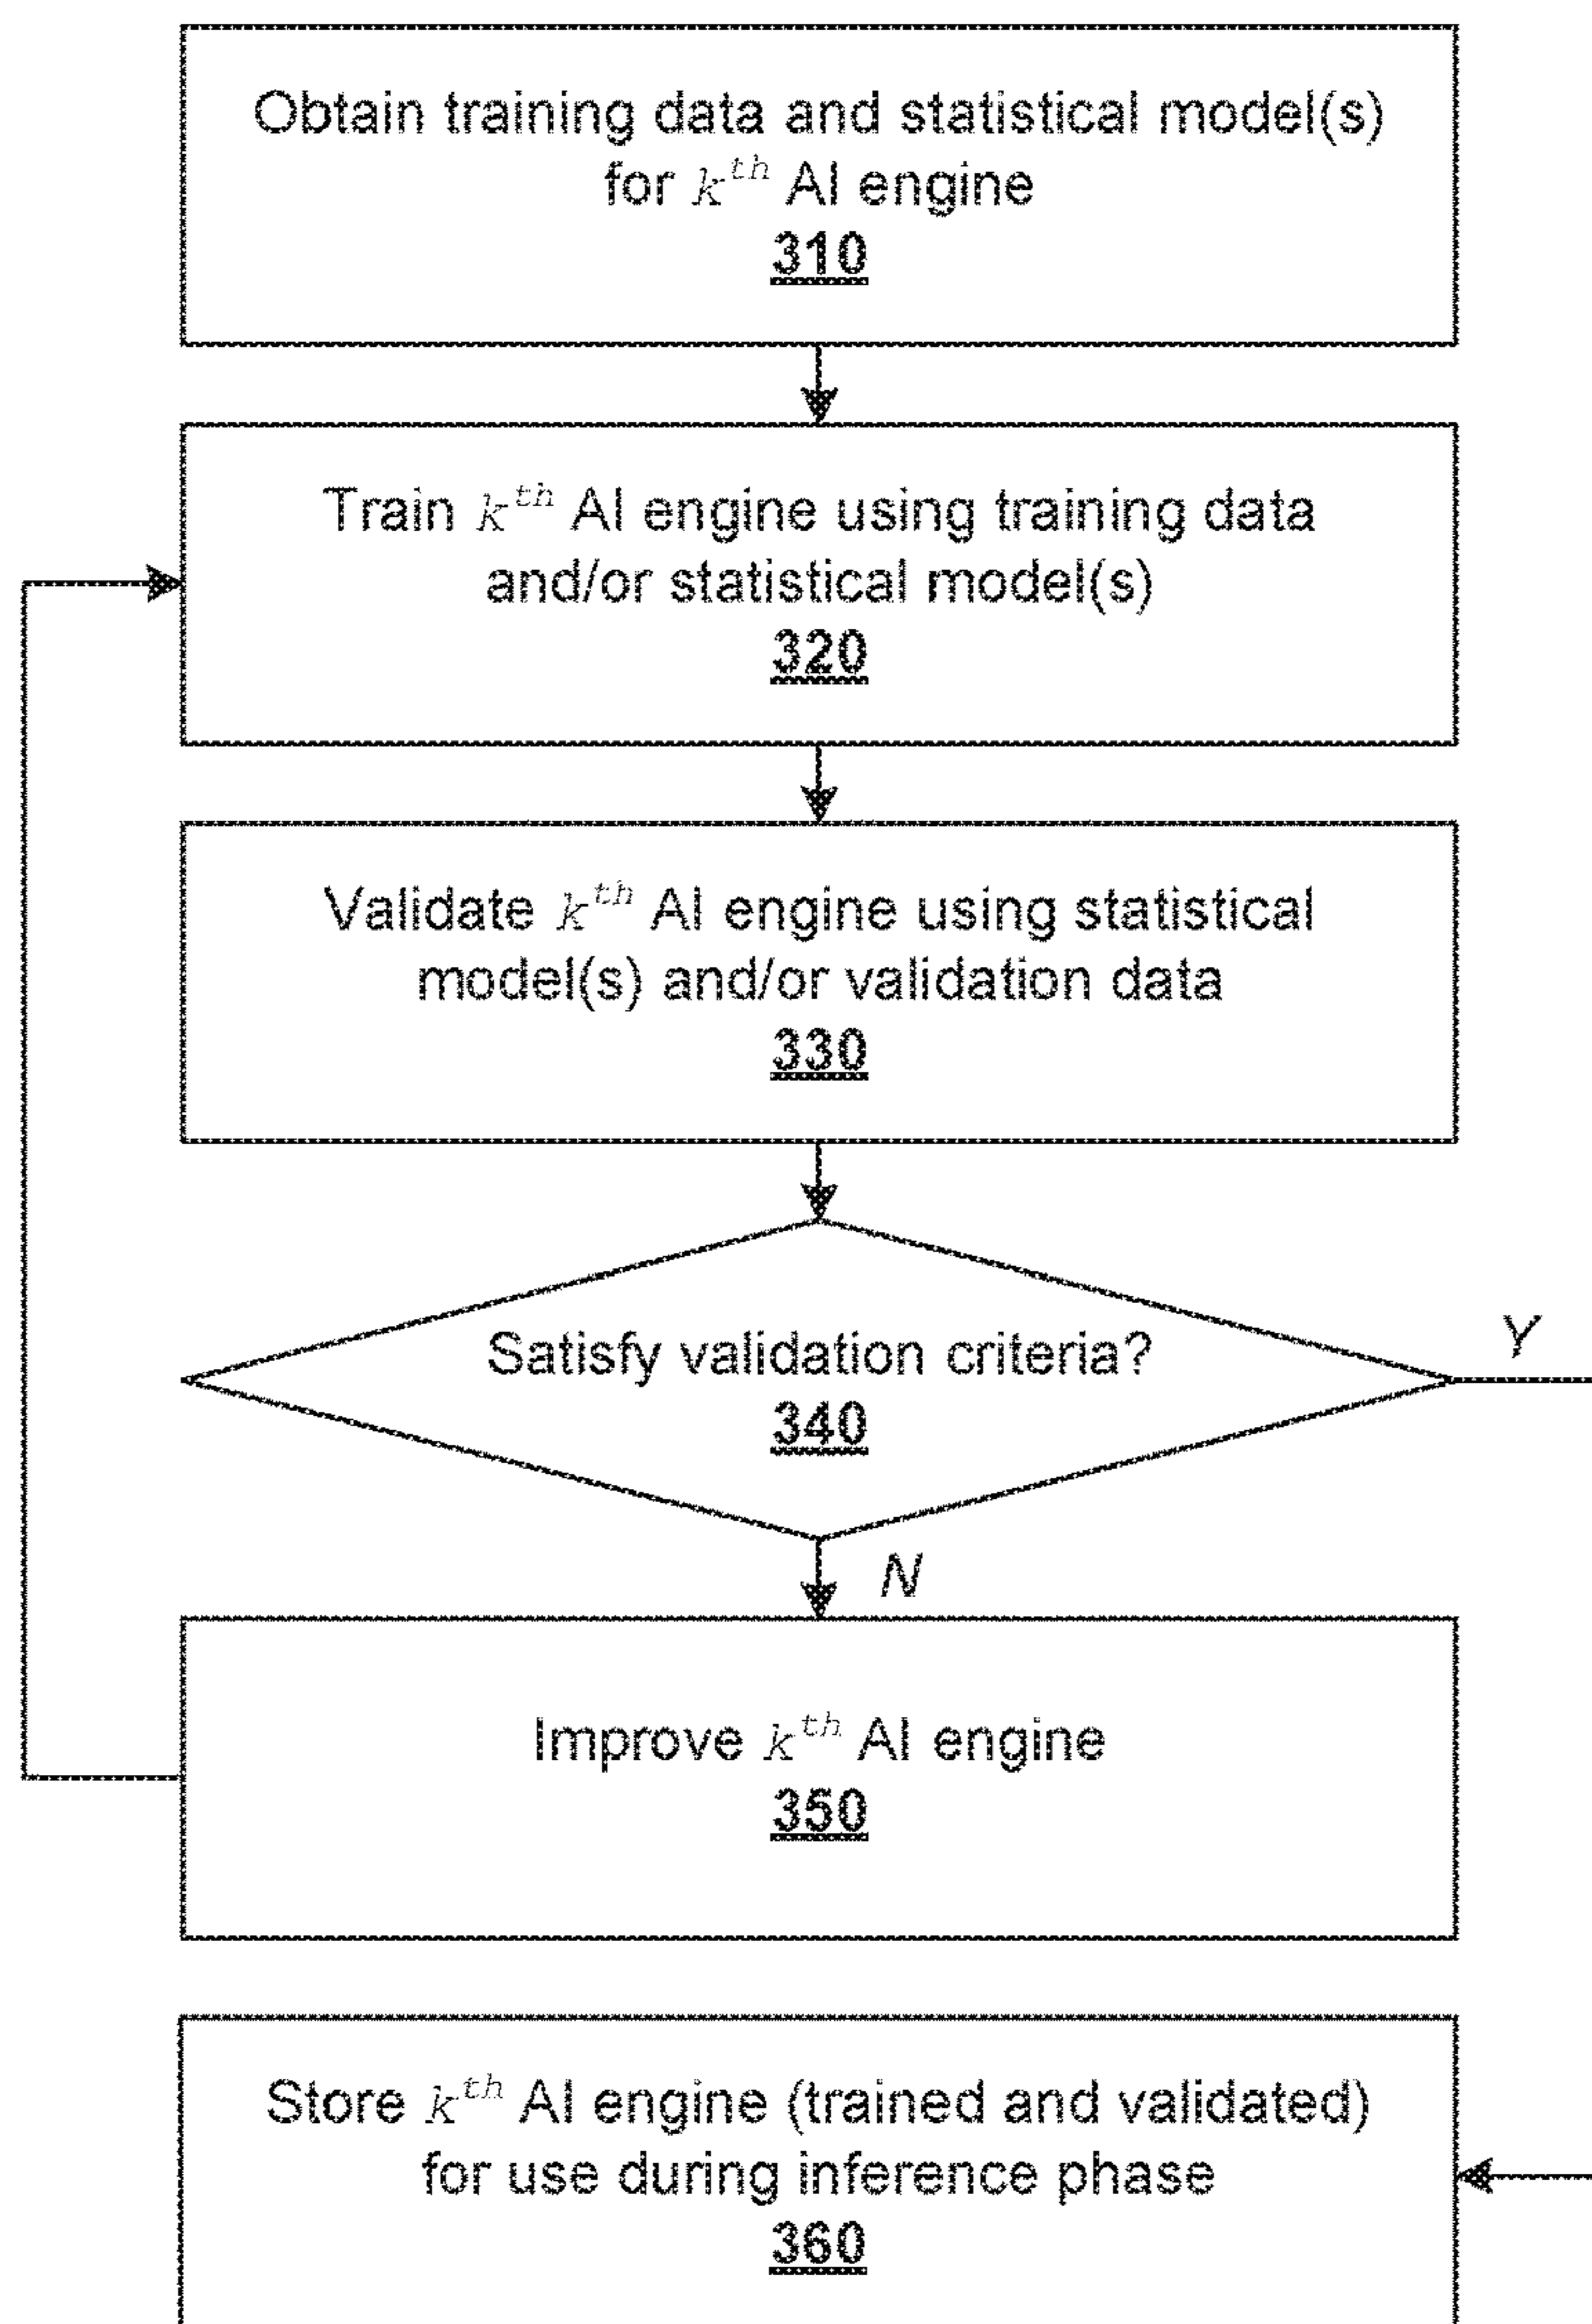 Obtain training data and statistical model(s)
for k^th AI engine
310
Train k^th AI engine using training data
and/or statistical model(s)
320
Validate k^th AI engine using statistical
model(s) and/or validation data
330
Satisfy validation criteria?
340
Y
N
Improve k^th AI engine
350
Store k^th AI engine (trained and validated)
for use during inference phase
360